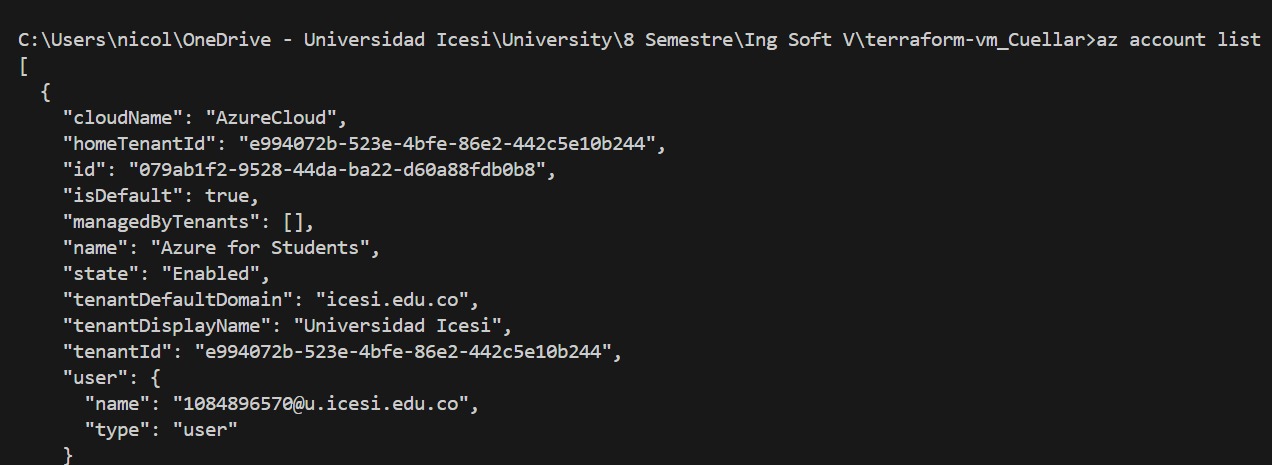 C:\Users\nicol\OneDrive - Universidad Icesi\University\8 Semestre\Ing Soft V\terraform-vm_Cuellar>az account list
[
  {
    "cloudName": "AzureCloud",
    "homeTenantId": "e994072b-523e-4bfe-86e2-442c5e10b244",
    "id": "079ab1f2-9528-44da-ba22-d60a88fdb0b8",
    "isDefault": true,
    "managedByTenants": [],
    "name": "Azure for Students",
    "state": "Enabled",
    "tenantDefaultDomain": "icesi.edu.co",
    "tenantDisplayName": "Universidad Icesi",
    "tenantId": "e994072b-523e-4bfe-86e2-442c5e10b244",
    "user": {
      "name": "1084896570@u.icesi.edu.co",
      "type": "user"
    }